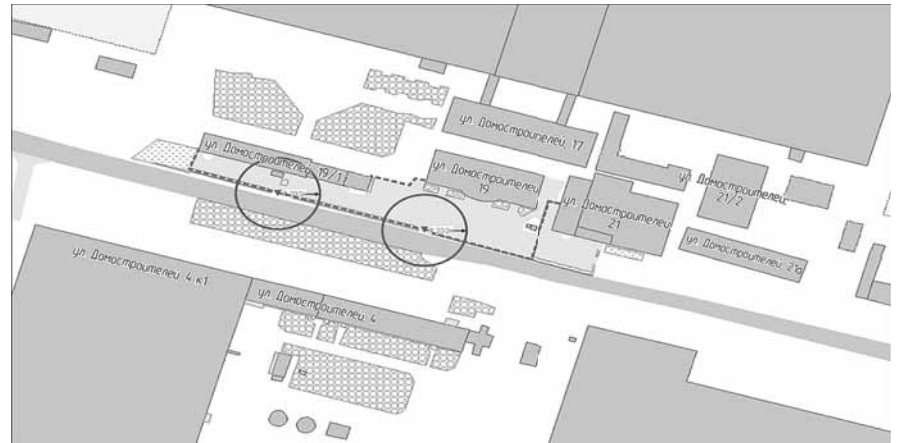 ул. Домостроителей, 17
ул. Домостроителей, 19/1
ул. Домостроителей,
19
ул. Домостроителей,
21/2
ул. Домостроителей
21
ул. Домостроителей, 21а
ул. Домостроителей, 4 к1
ул. Домостроителей, 4